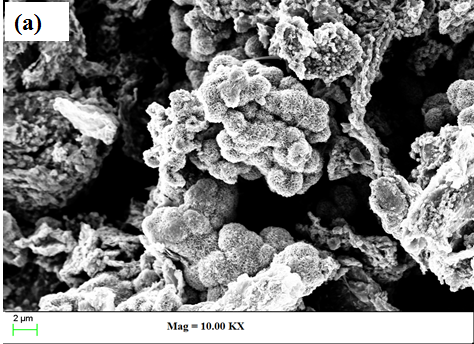 (a)
2 μm
Mag = 10.00 KX